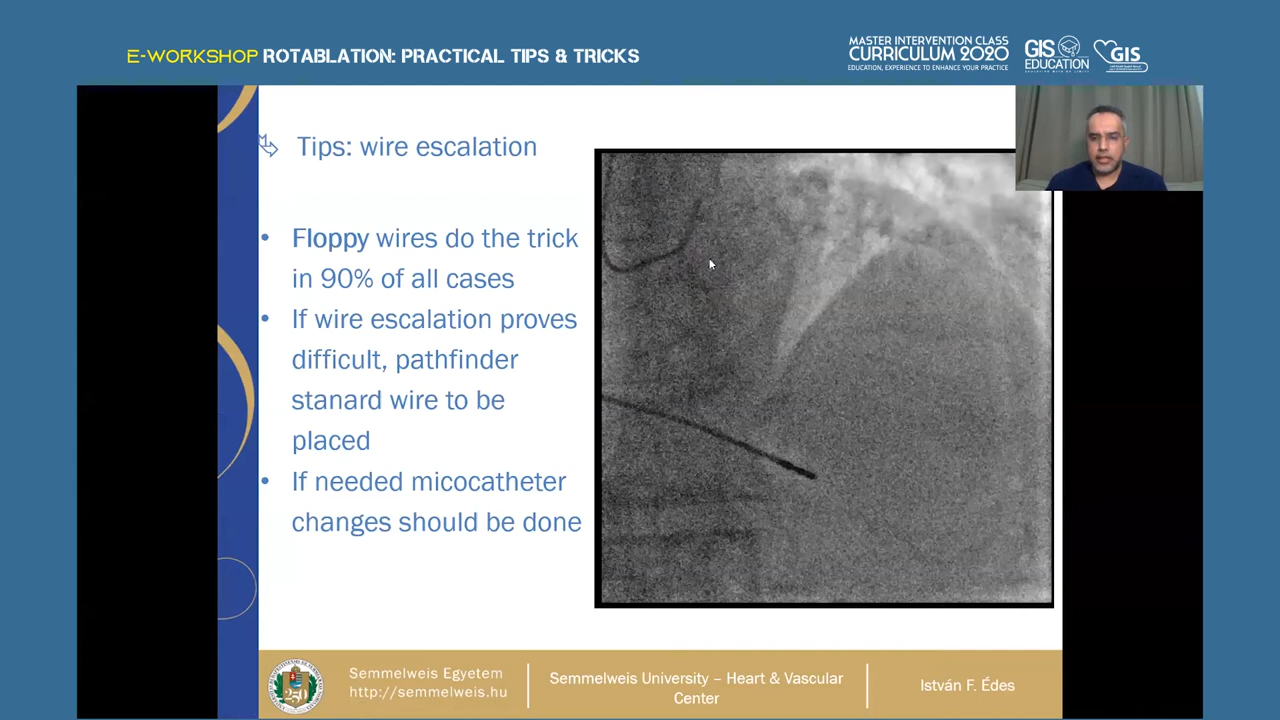 E-WORKSHOP ROTABLATION: PRACTICAL TIPS & TRICKS
MASTER INTERVENTION CLASS
CURRICULUM 2020
EDUCATION, EXPERIENCE TO ENHANCE YOUR PRACTICE
GIS
EDUCATION
GIS
Tips: wire escalation
• Floppy wires do the trick
in 90% of all cases
• If wire escalation proves
difficult, pathfinder
stanard wire to be
placed
• If needed micocatheter
changes should be done
250
Semmelweis Egyetem
http://semmelweis.hu
Semmelweis University – Heart & Vascular
Center
István F. Édes